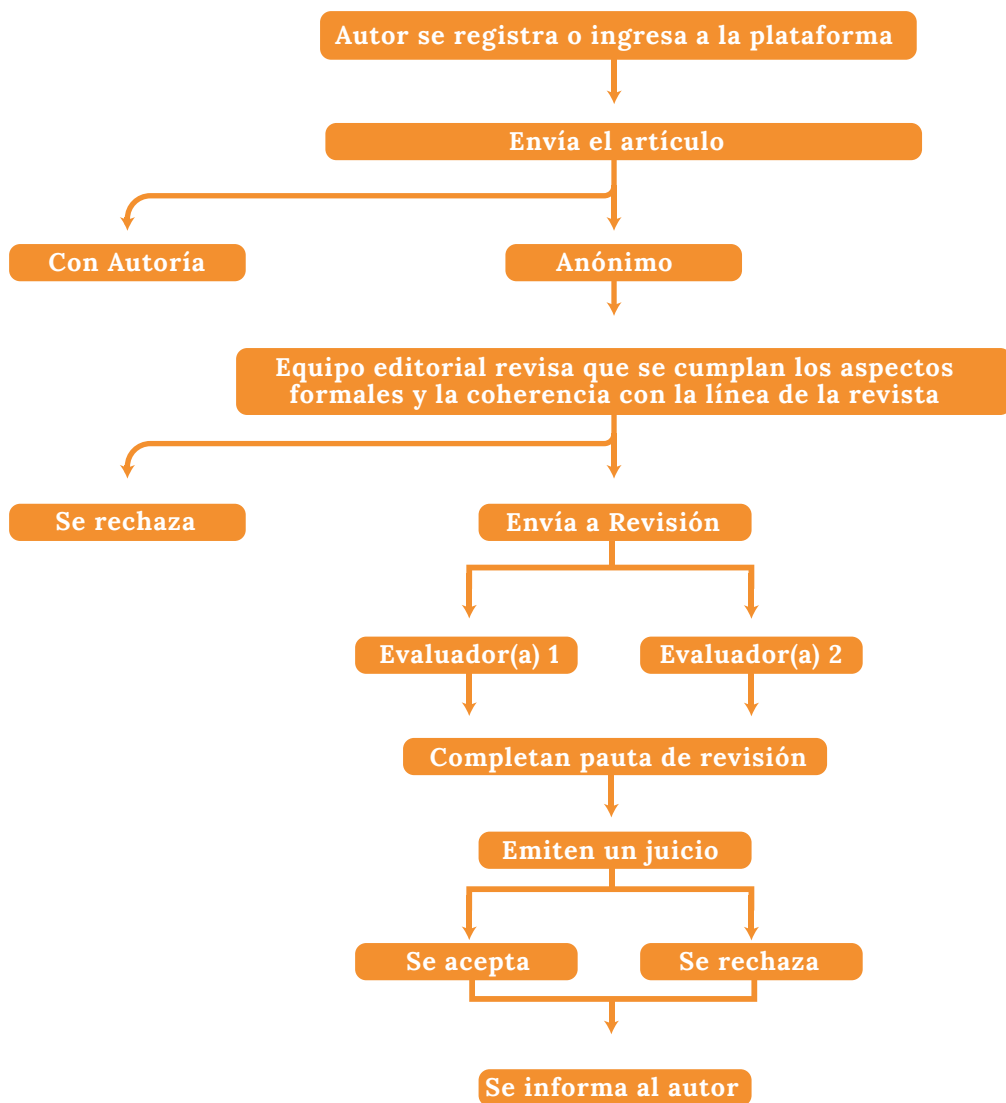 Autor se registra o ingresa a la plataforma
Envía el artículo
Con Autoría
Anónimo
Equipo editorial revisa que se cumplan los aspectos
formales y la coherencia con la línea de la revista
Se rechaza
Envía a Revisión
Evaluador(a) 1
Evaluador(a) 2
Completan pauta de revisión
Emiten un juicio
Se acepta
Se rechaza
Se informa al autor